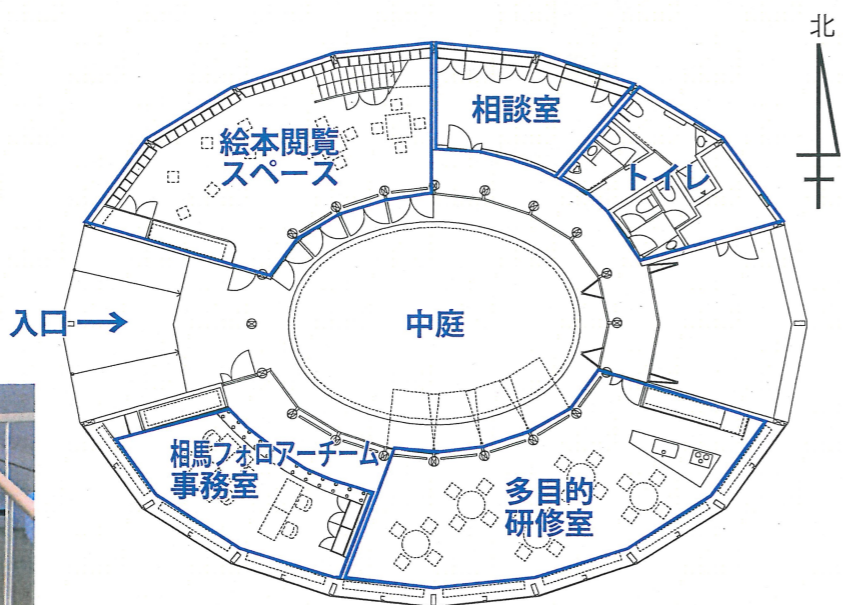 北
相談室
絵本閲覧
スペース
トイレ
入口
中庭
相馬フォロアーチーム
事務室
多目的
研修室